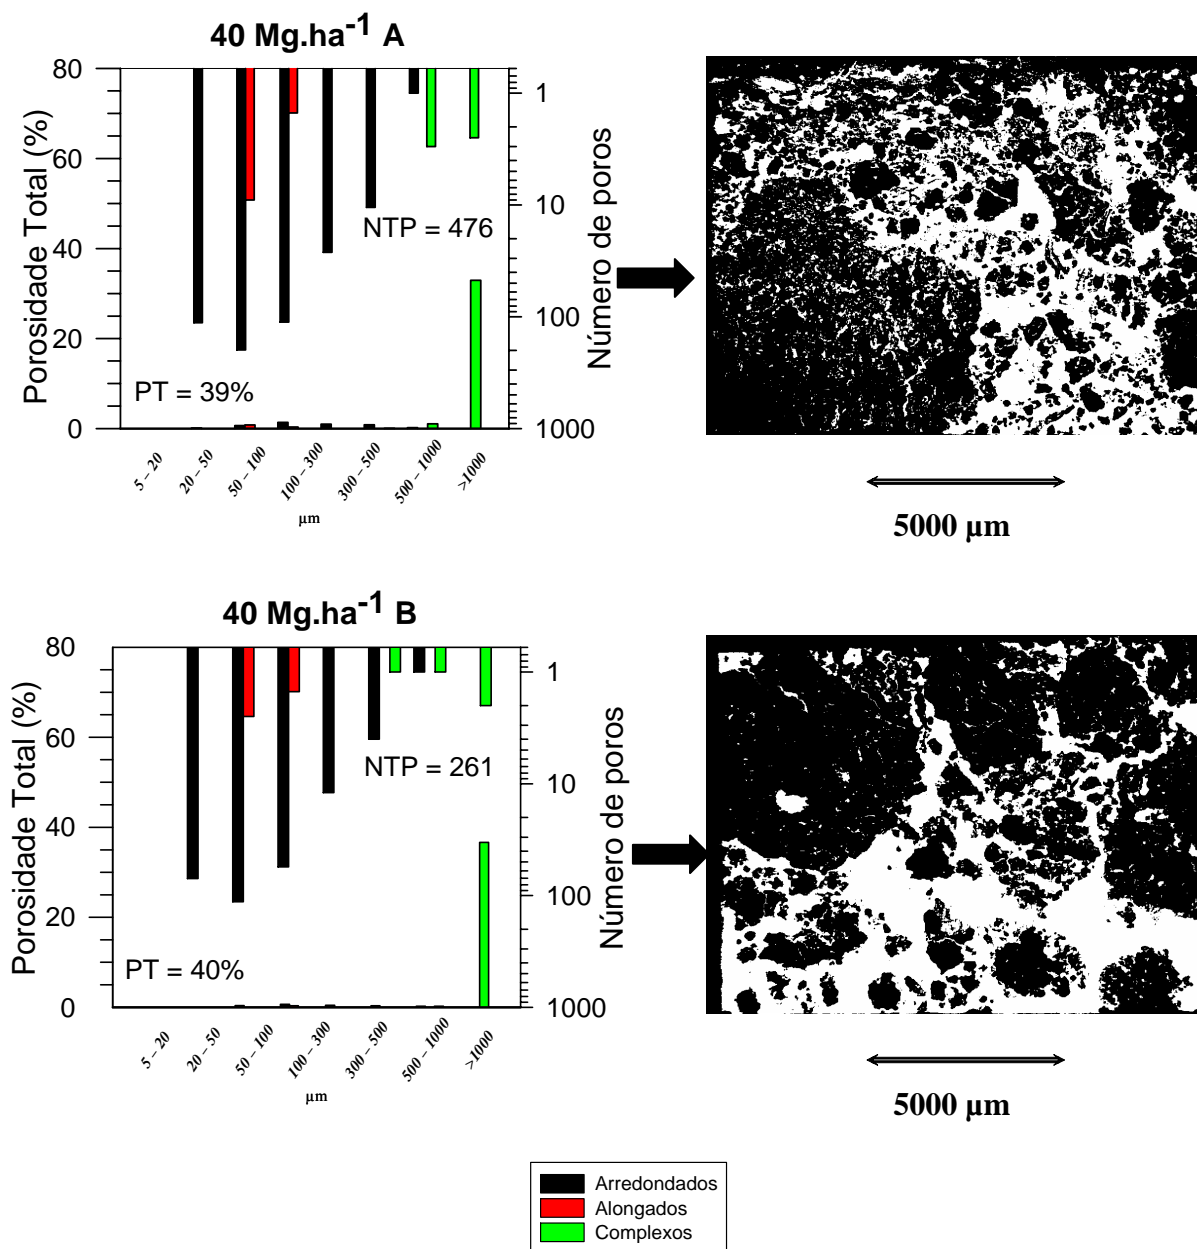 40 Mg.ha⁻¹ A
Porosidade Total (%)
80
60
40
20
0
NTP = 476
PT = 39%
1
10
100
1000
Número de poros
5 – 20
20 – 50
50 – 100
100 – 300
300 – 500
500 – 1000
>1000
µm
5000 µm
40 Mg.ha⁻¹ B
Porosidade Total (%)
80
60
40
20
0
NTP = 261
PT = 40%
1
10
100
1000
Número de poros
5 – 20
20 – 50
50 – 100
100 – 300
300 – 500
500 – 1000
>1000
µm
5000 µm
Arredondados
Alongados
Complexos